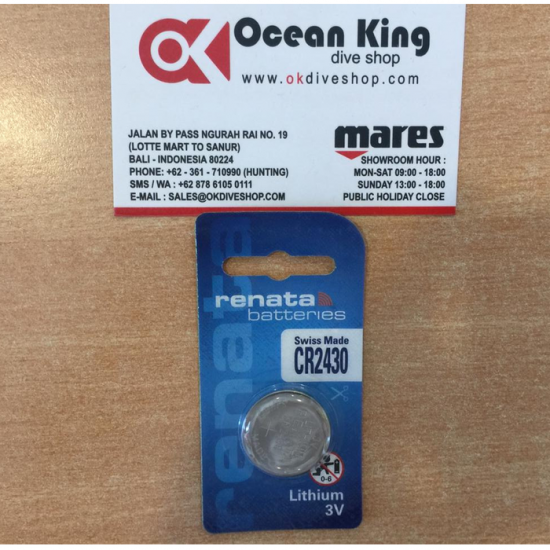 OK Ocean King
dive shop
www.okdiveshop.com
JALAN BY PASS NGURAH RAI NO. 19
(LOTTE MART TO SANUR)
BALI - INDONESIA 80224
PHONE: +62 - 361 - 710990 (HUNTING)
SMS / WA : +62 878 6105 0111
E-MAIL : SALES@OKDIVESHOP.COM
mares
SHOWROOM HOUR :
MON-SAT 09:00 - 18:00
SUNDAY 13:00 - 18:00
PUBLIC HOLIDAY CLOSE
renata
batteries
Swiss Made
CR2430
renata
0-6
Lithium
3V